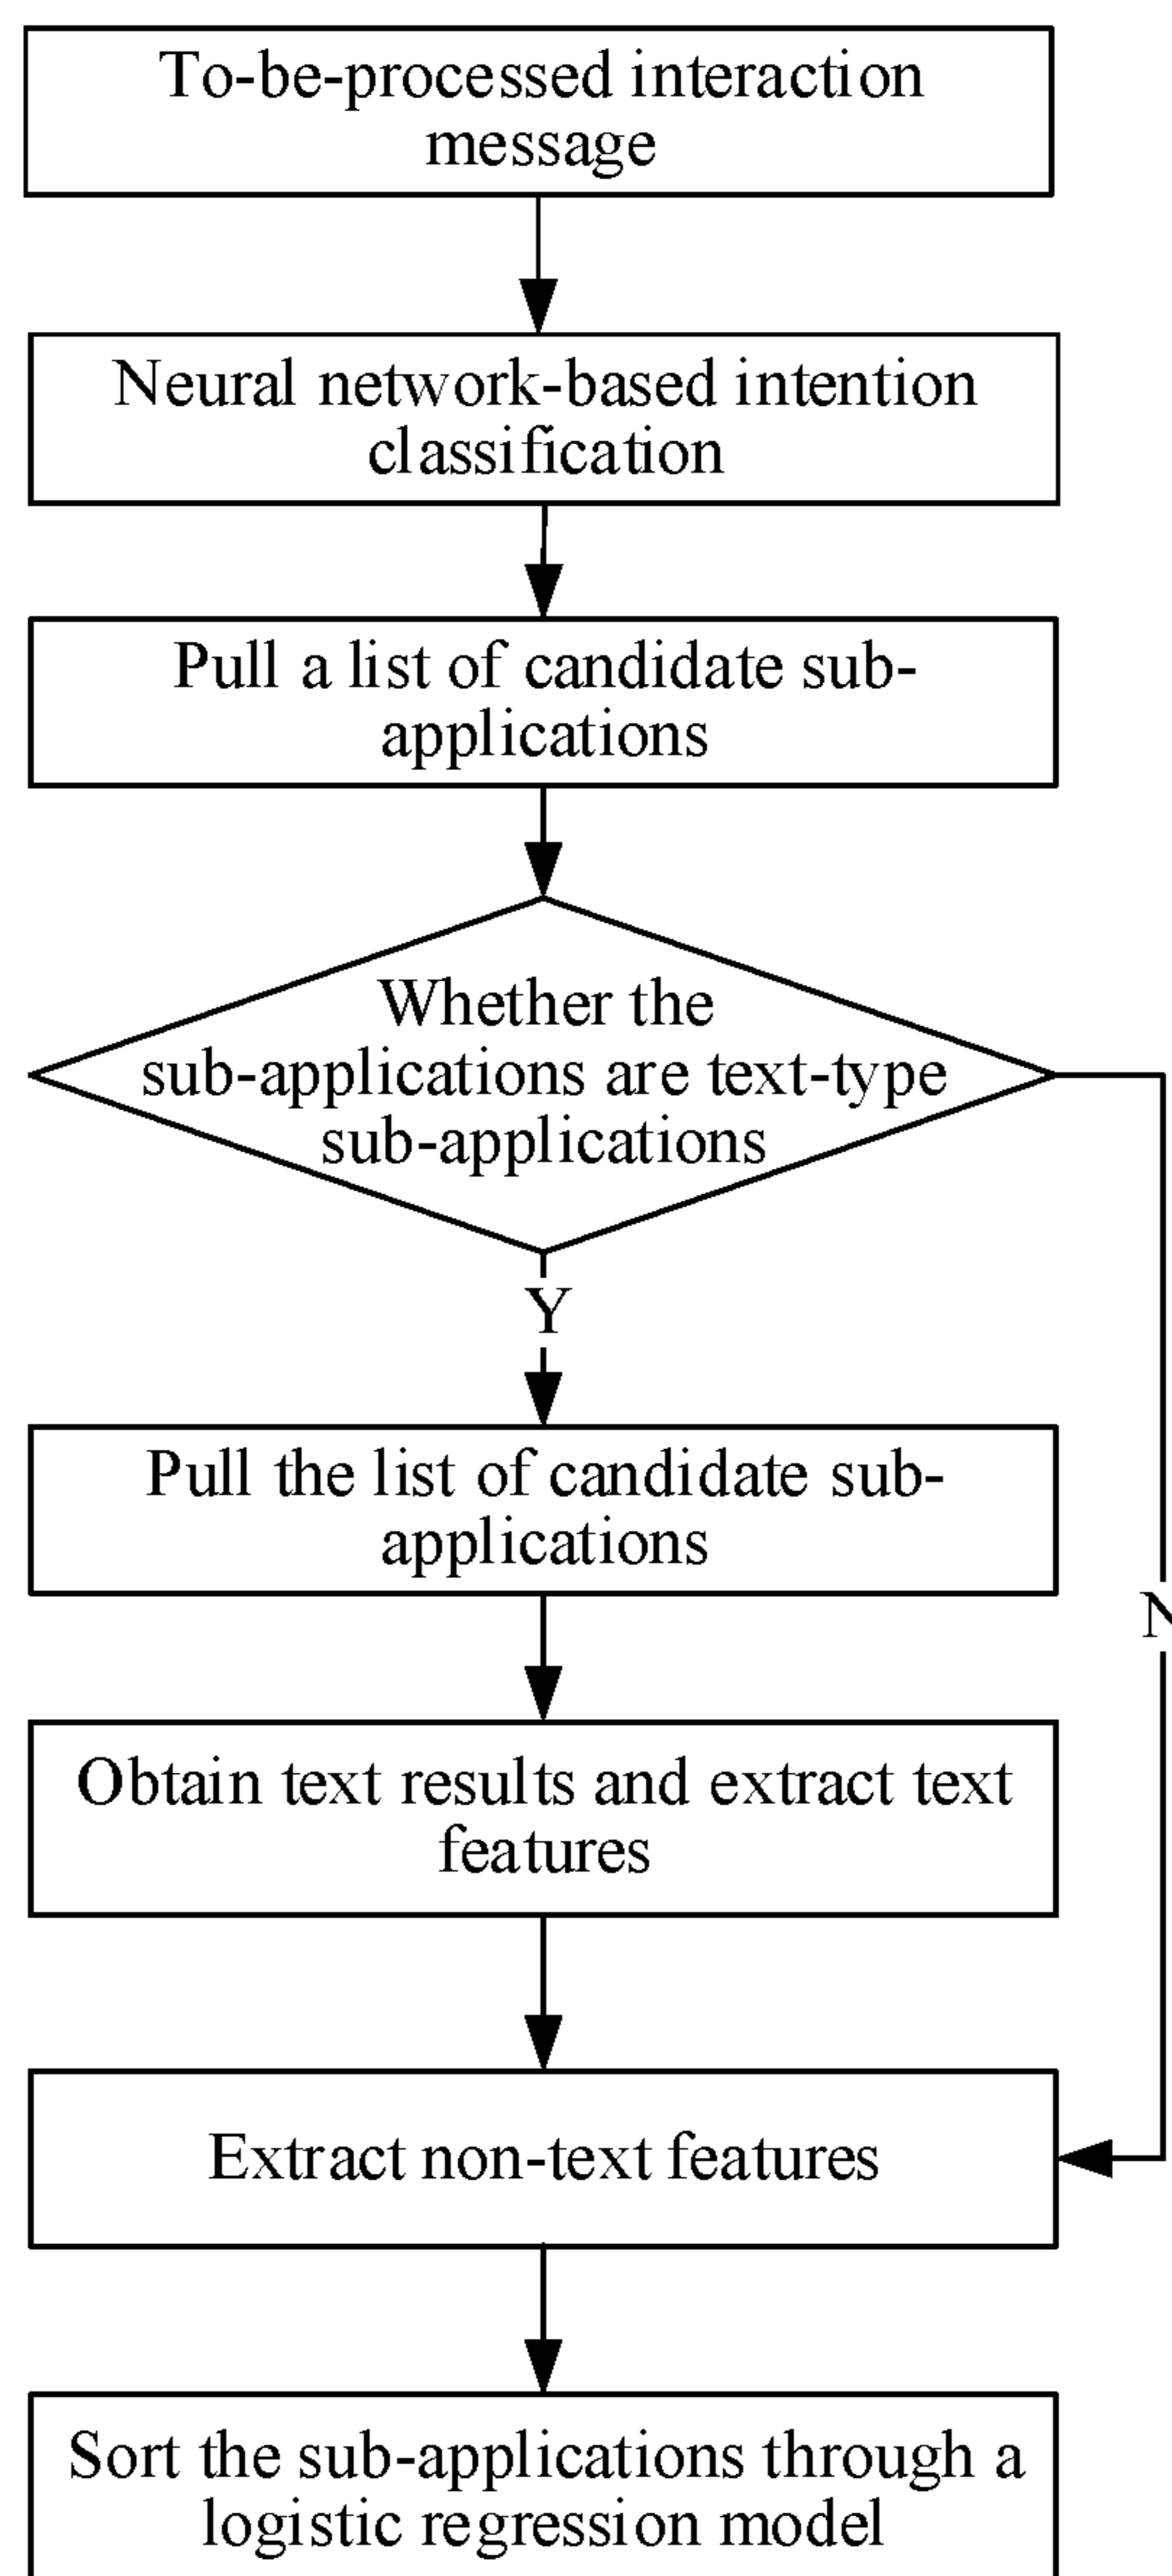 To-be-processed interaction
message
Neural network-based intention
classification
Pull a list of candidate sub-
applications
Whether the
sub-applications are text-type
sub-applications
Y
Pull the list of candidate sub-
applications
N
Obtain text results and extract text
features
Extract non-text features
Sort the sub-applications through a
logistic regression model